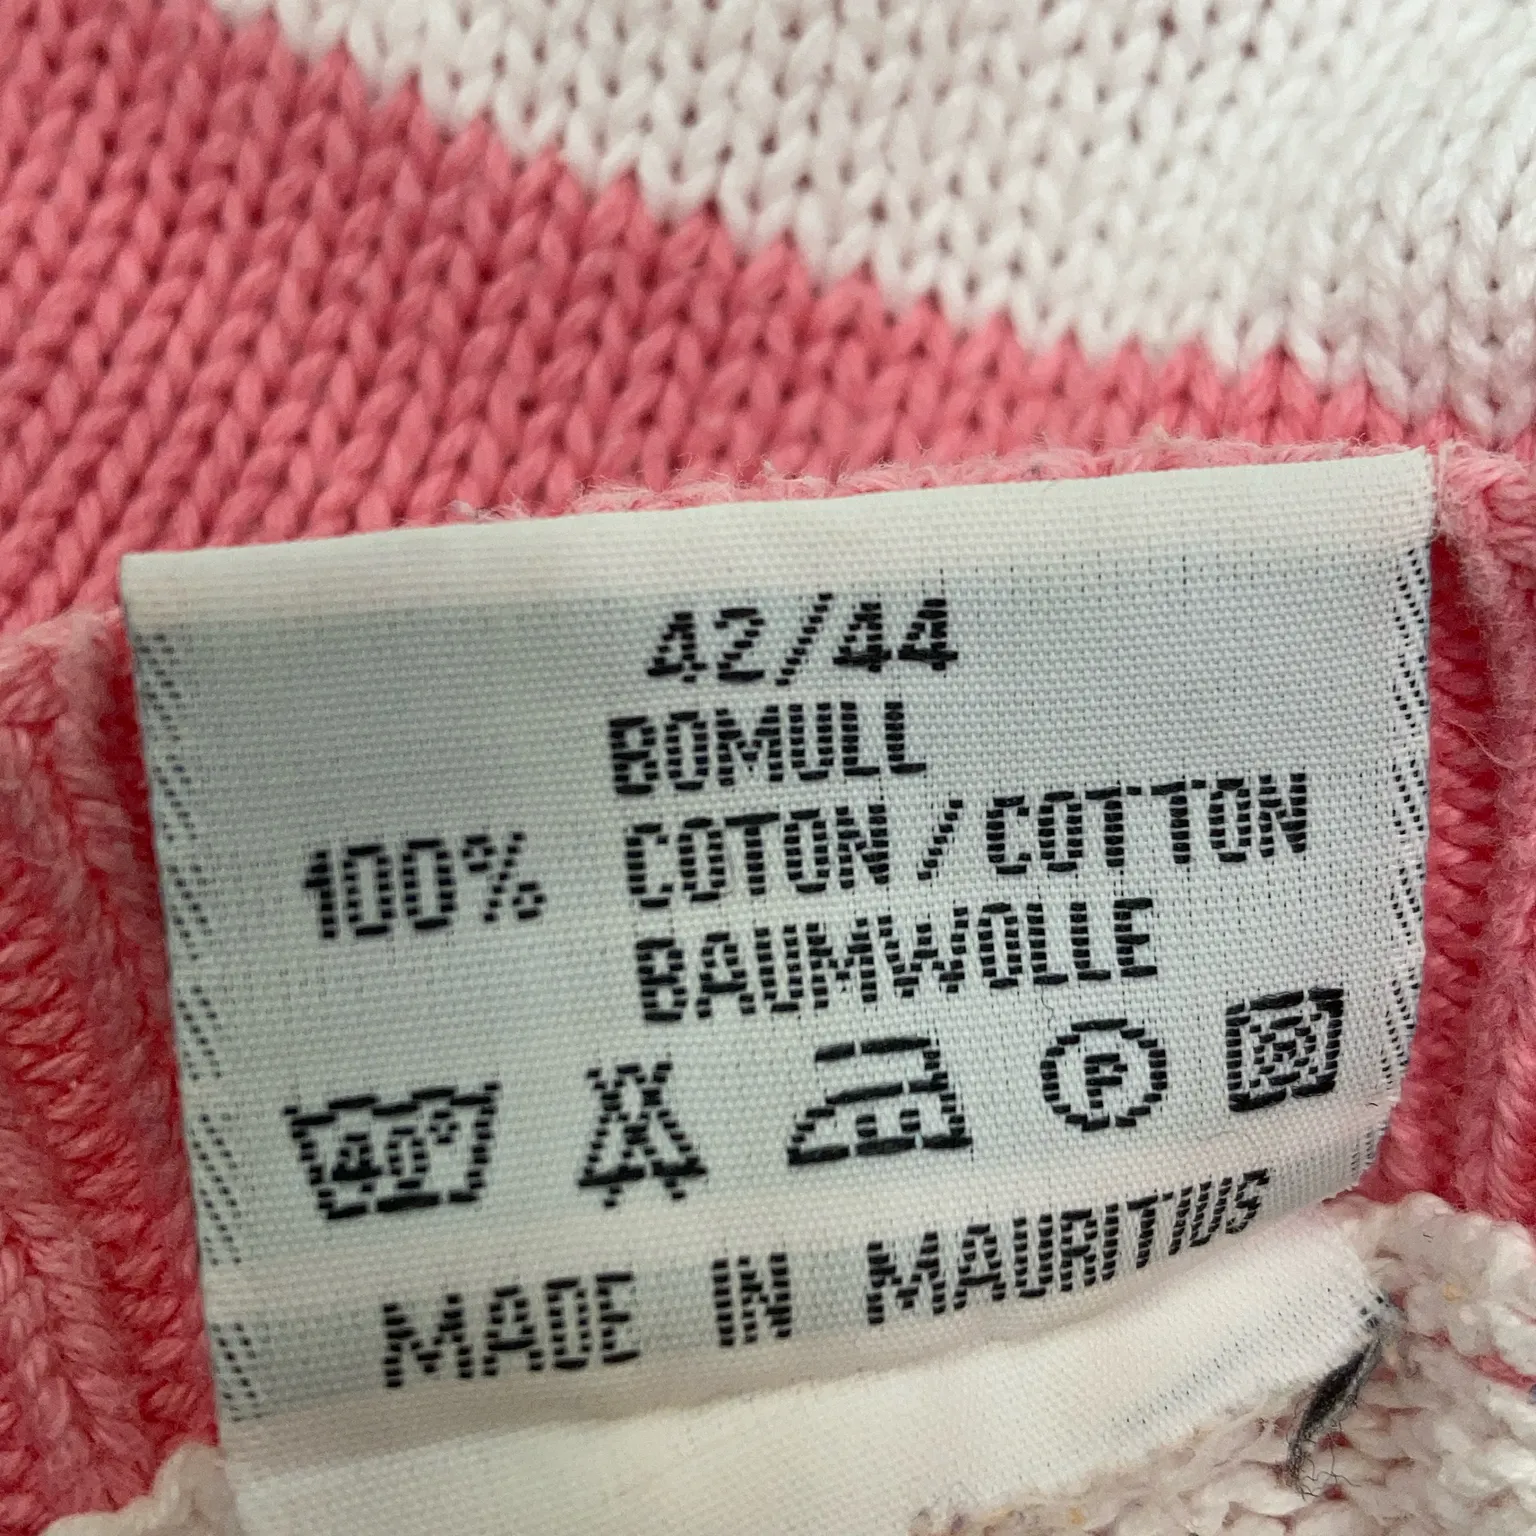 42/44
BOMULL
100% COTON / COTTON
BAUMWOLLE
40° P
MADE IN MAURITIUS